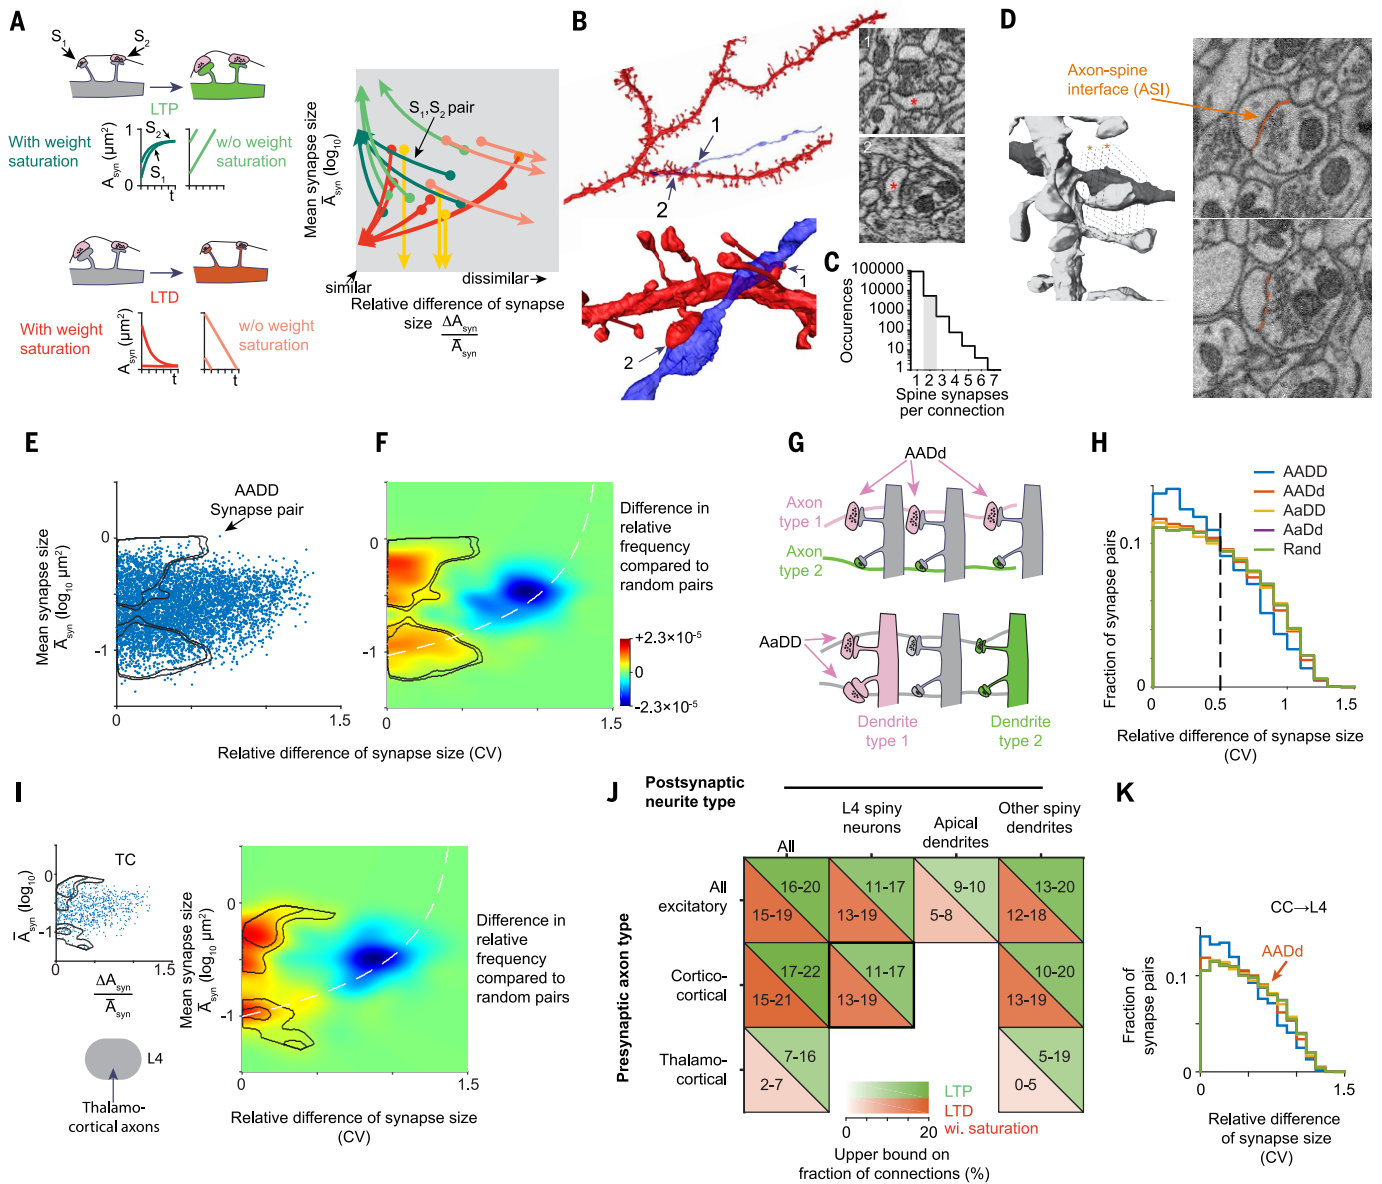 A
S1
S2
LTP
With weight
saturation
Asyn (μm²)
1
0
S2
S1
t
w/o weight
saturation
LTD
With weight
saturation
Asyn (μm²)
t
w/o weight
saturation
t
Mean synapse size
Āsyn (log10)
S1,S2 pair
similar
dissimilar
Relative difference of synapse
size ΔAsyn
Āsyn
B
1
2
1
2
1
2
*
*
C
Occurences
100000
10000
1000
100
10
1
1 2 3 4 5 6 7
Spine synapses
per connection
D
Axon-spine
interface (ASI)
* *
E
AADD
Synapse pair
Mean synapse size
Āsyn (log10 μm²)
0
-1
0
1.5
F
0
-1
0
1.5
Difference in
relative
frequency
compared to
random pairs
+2.3×10-5
-2.3×10-5
Relative difference of synapse size (CV)
G
AADd
Axon
type 1
Axon
type 2
AaDD
Dendrite
type 1
Dendrite
type 2
H
Fraction of synapse pairs
0.1
0
AADD
AADd
AaDD
AaDd
Rand
0 0.5 1 1.5
Relative difference of synapse size
(CV)
I
TC
Āsyn (log10)
0
-1
0
1.5
ΔAsyn
Āsyn
L4
Thalamo-
cortical axons
Mean synapse size
Āsyn (log10 μm²)
0
-1
0
1.5
Relative difference of synapse size
(CV)
Difference in
relative
frequency
compared to
random pairs
J
Postsynaptic
neurite type
All
L4 spiny
neurons
Apical
dendrites
Other spiny
dendrites
Presynaptic axon type
All
excitatory
16-20
15-19
11-17
13-19
9-10
5-8
13-20
12-18
Cortico-
cortical
17-22
15-21
11-17
13-19
10-20
13-19
Thalamo-
cortical
7-16
2-7
5-19
0-5
LTP
LTD
wi. saturation
0
20
Upper bound on
fraction of connections (%)
K
CC→L4
AADd
Fraction of
synapse pairs
0.1
0
0
1.5
Relative difference
of synapse size
(CV)